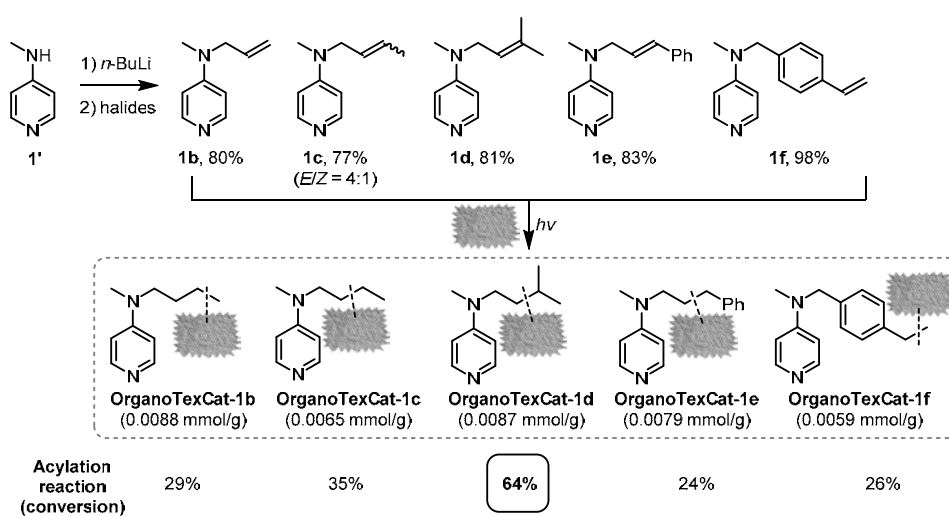 NH
1'
1) n-BuLi
2) halides
N
N
1b, 80%
N
N
1c, 77%
(E/Z = 4:1)
N
N
1d, 81%
N
Ph
N
1e, 83%
N
N
1f, 98%
hν
N
N
OrganoTexCat-1b
(0.0088 mmol/g)
N
N
OrganoTexCat-1c
(0.0065 mmol/g)
N
N
OrganoTexCat-1d
(0.0087 mmol/g)
N
Ph
N
OrganoTexCat-1e
(0.0079 mmol/g)
N
N
OrganoTexCat-1f
(0.0059 mmol/g)
Acylation
reaction
(conversion)
29%
35%
64%
24%
26%